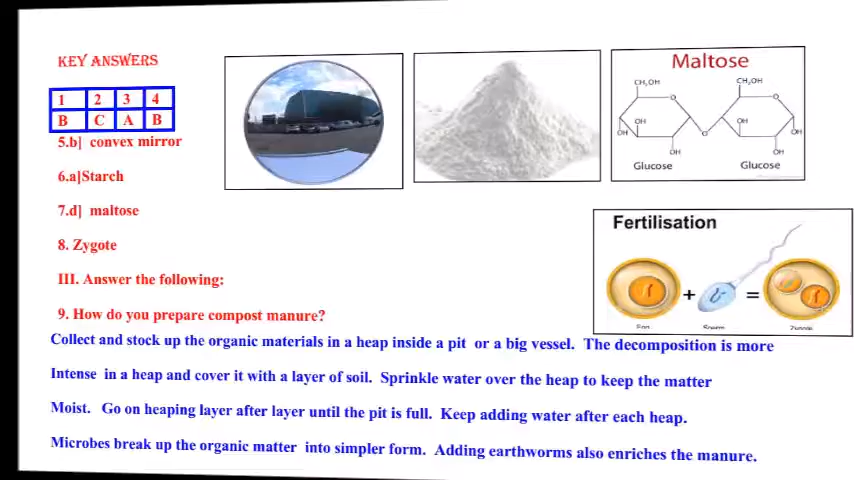 KEY ANSWERS
1 2 3 4
B C A B
5.b| convex mirror
6.a|Starch
7.d| maltose
8. Zygote
III. Answer the following:
9. How do you prepare compost manure?
Collect and stock up the organic materials in a heap inside a pit or a big vessel. The decomposition is more
Intense in a heap and cover it with a layer of soil. Sprinkle water over the heap to keep the matter
Moist. Go on heaping layer after layer until the pit is full. Keep adding water after each heap.
Microbes break up the organic matter into simpler form. Adding earthworms also enriches the manure.
Maltose
CH₂OH CH₂OH
O O
OH OH
OH O OH
OH OH
Glucose Glucose
Fertilisation
+ =